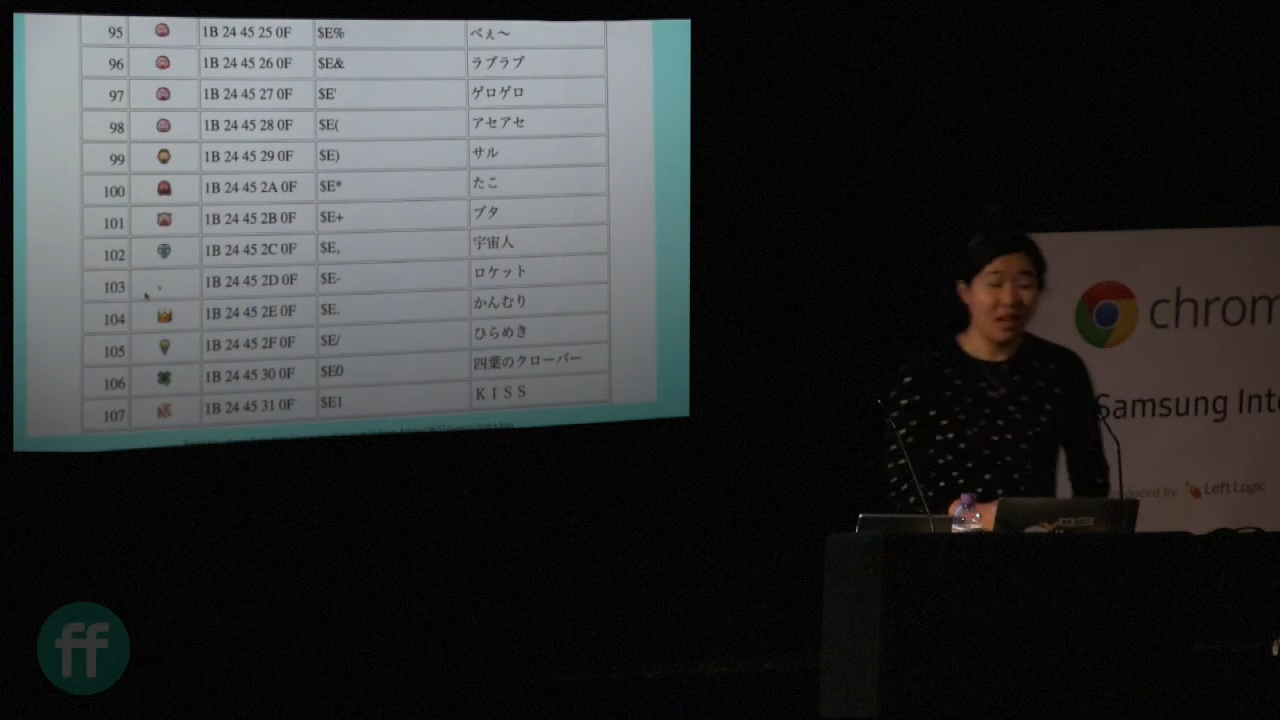 95 1B 24 45 25 0F $E% べぇ〜
96 1B 24 45 26 0F $E& ラブラブ
97 1B 24 45 27 0F $E' ゲロゲロ
98 1B 24 45 28 0F $E( アセアセ
99 1B 24 45 29 0F $E) サル
100 1B 24 45 2A 0F $E* たこ
101 1B 24 45 2B 0F $E+ ブタ
102 1B 24 45 2C 0F $E, 宇宙人
103 1B 24 45 2D 0F $E- ロケット
104 1B 24 45 2E 0F $E. かんむり
105 1B 24 45 2F 0F $E/ ひらめき
106 1B 24 45 30 0F $E0 四葉のクローバー
107 1B 24 45 31 0F $E1 ＫＩＳＳ
chrom
Samsung Inte
oduced by Left Logic
ff